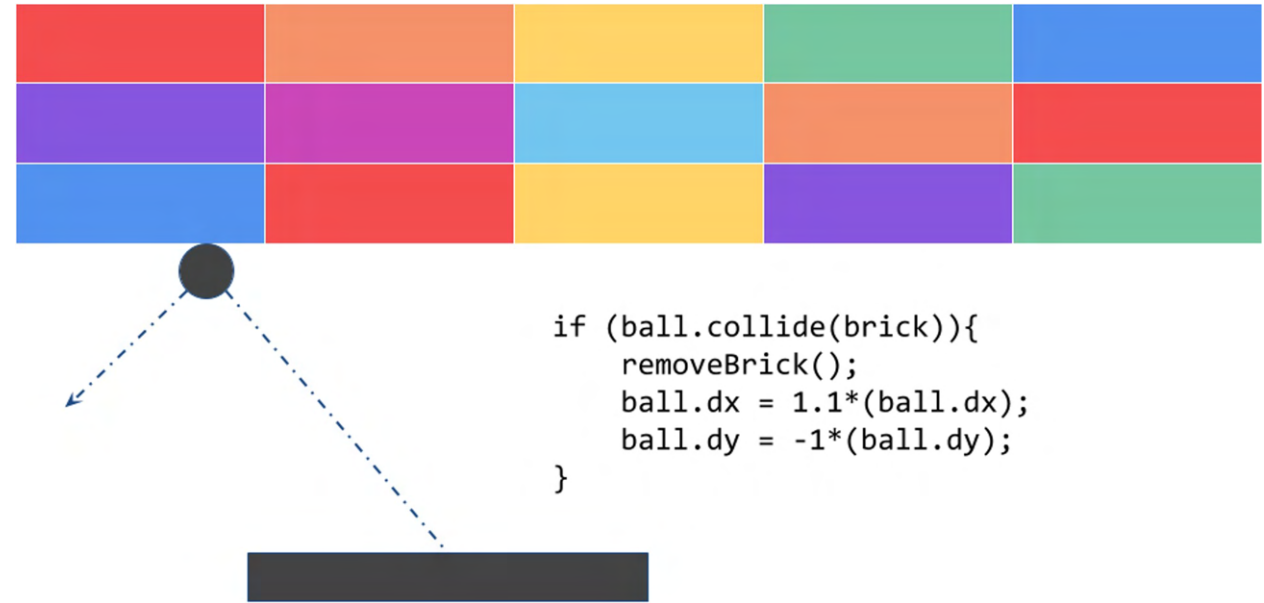 if (ball.collide(brick)){
    removeBrick();
    ball.dx = 1.1*(ball.dx);
    ball.dy = -1*(ball.dy);
}